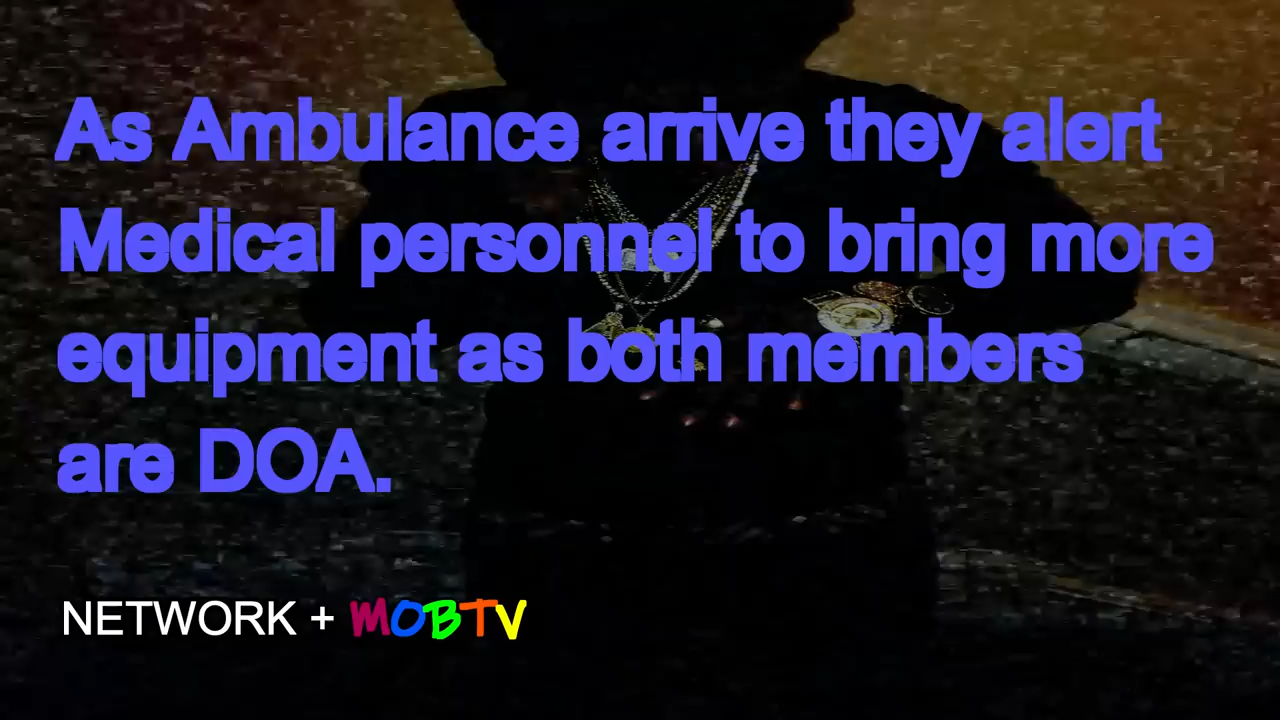 As Ambulance arrive they alert
Medical personnel to bring more
equipment as both members
are DOA.
NETWORK + MOBTV